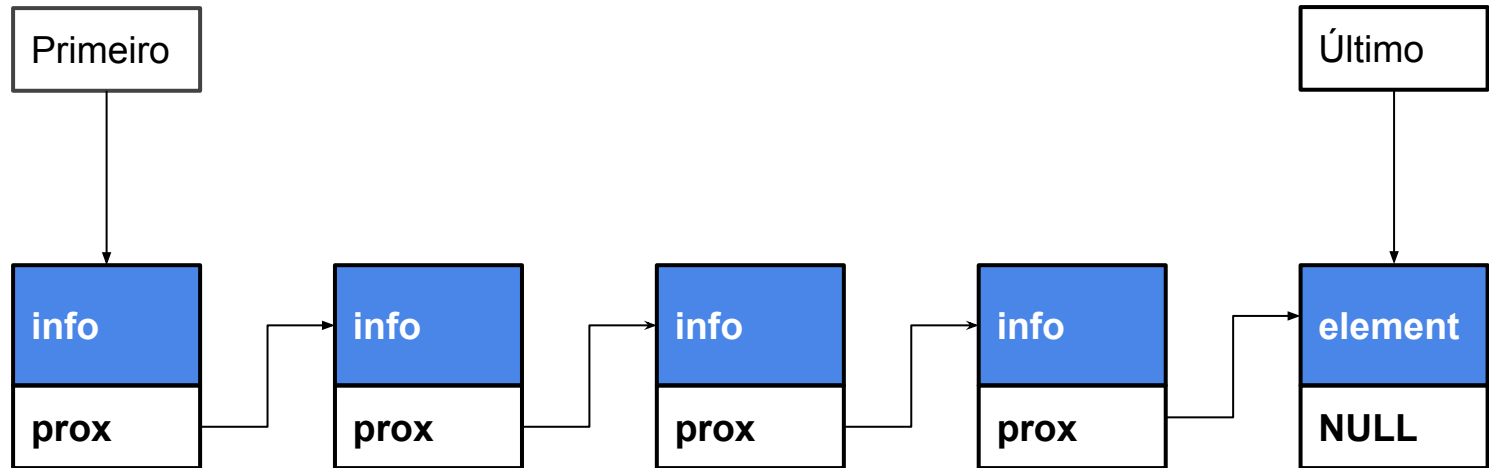 Primeiro
Último
info
info
info
info
element
prox
prox
prox
prox
NULL